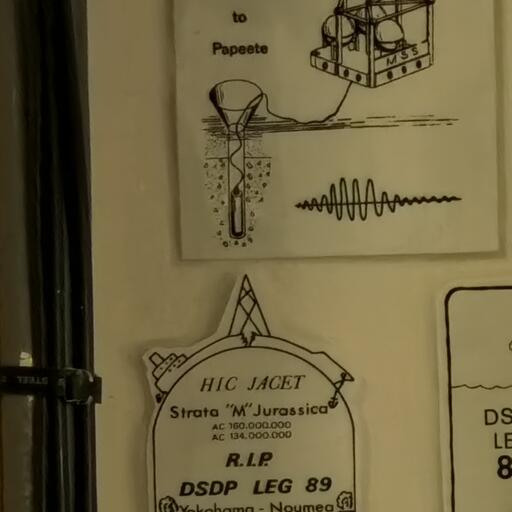 to
Papeete
MSS
HIC JACET
Strata "M" Jurassica
AC 160.000.000
AC 134.000.000
R.I.P.
DSDP LEG 89
Yokohama - Noumea
DS
LE
8
STEEL